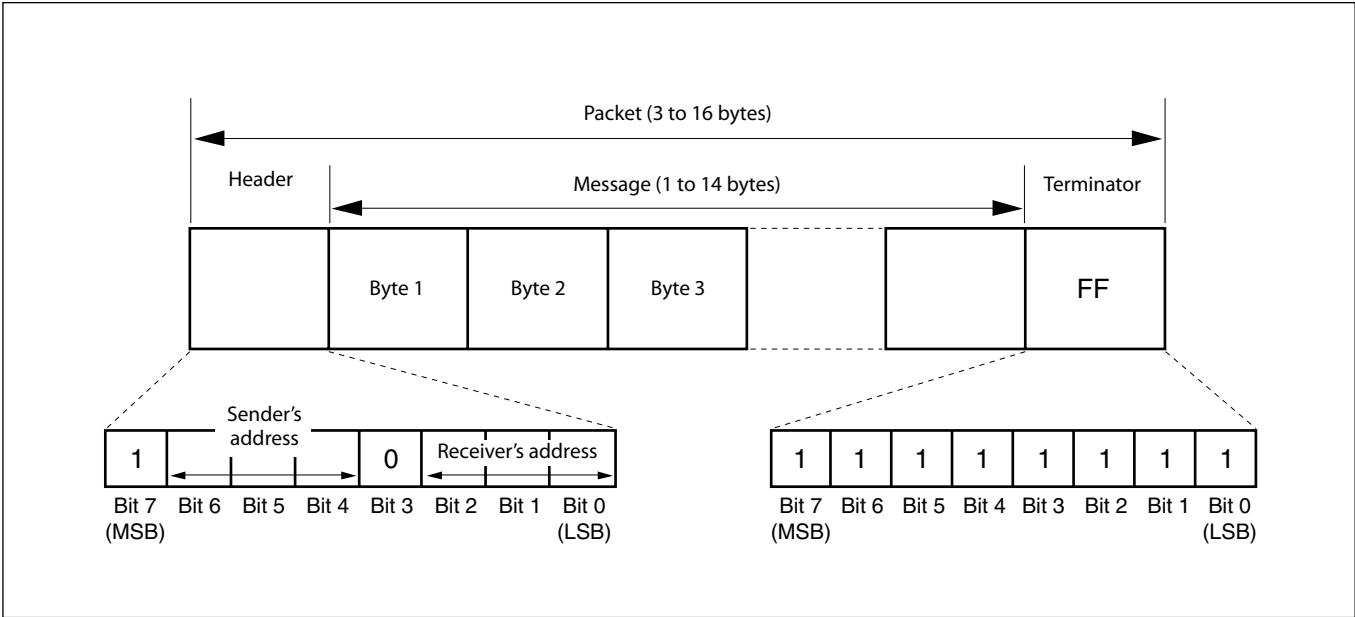 Packet (3 to 16 bytes)
Header
Message (1 to 14 bytes)
Terminator
Byte 1
Byte 2
Byte 3
FF
Sender's
address
1
0
Receiver's address
Bit 7
Bit 6
Bit 5
Bit 4
Bit 3
Bit 2
Bit 1
Bit 0
(MSB)
(LSB)
1 1 1 1 1 1 1 1
Bit 7
Bit 6
Bit 5
Bit 4
Bit 3
Bit 2
Bit 1
Bit 0
(MSB)
(LSB)